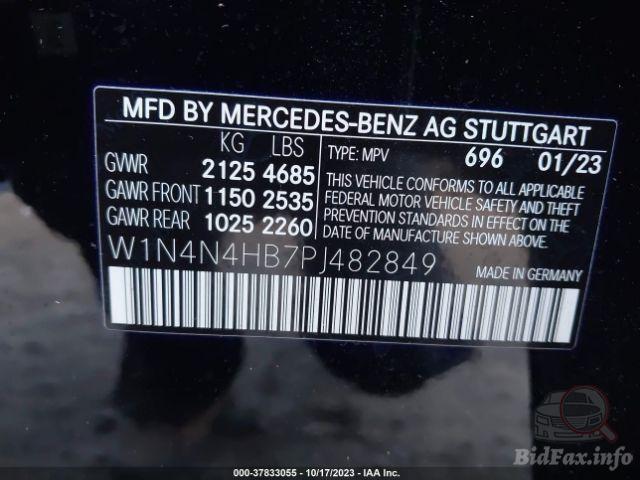 MFD BY MERCEDES-BENZ AG STUTTGART
KG LBS
TYPE: MPV 696 01/23
GVWR 2125 4685
GAWR FRONT 1150 2535
GAWR REAR 1025 2260
THIS VEHICLE CONFORMS TO ALL APPLICABLE
FEDERAL MOTOR VEHICLE SAFETY AND THEFT
PREVENTION STANDARDS IN EFFECT ON THE
DATE OF MANUFACTURE SHOWN ABOVE.
W1N4N4HB7PJ482849
MADE IN GERMANY
000-37833055 - 10/17/2023 - IAA Inc.
BidFax.info